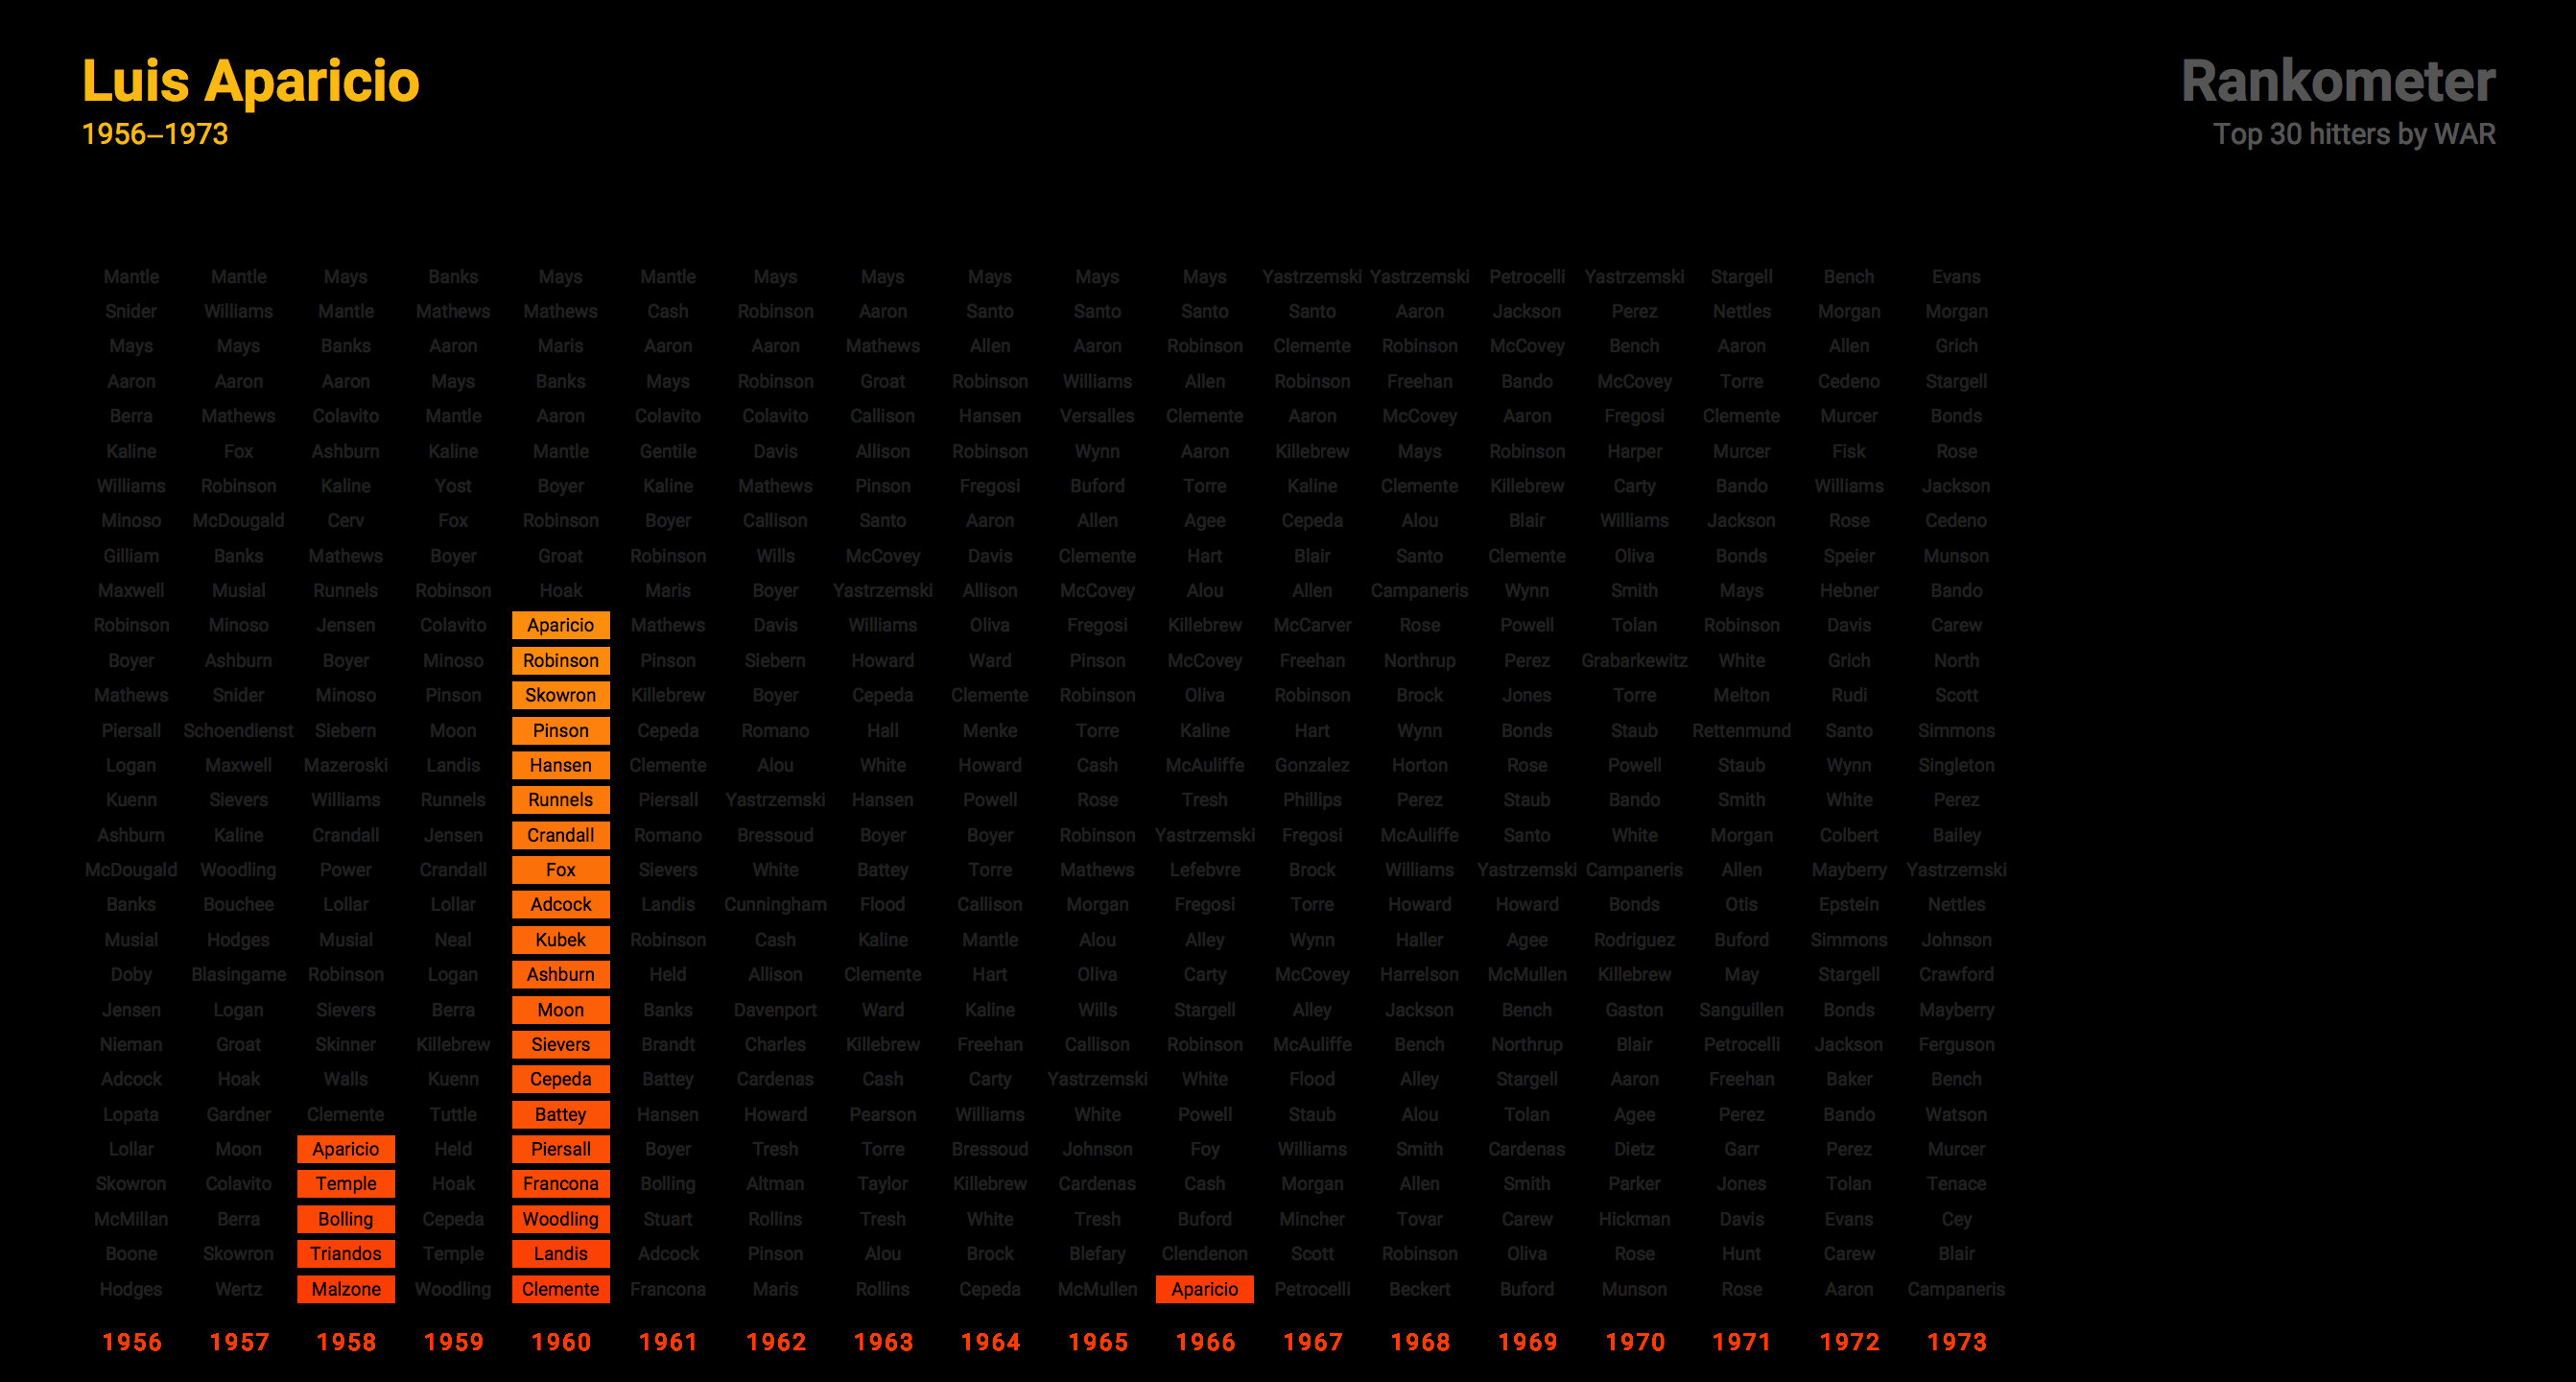 Luis Aparicio
1956–1973
Rankometer
Top 30 hitters by WAR
Mantle Mantle Mays Banks Mays Mantle Mays Mays Mays Mays Mays Yastrzemski Yastrzemski Petrocelli Yastrzemski Stargell Bench Evans
Snider Williams Mantle Mathews Mathews Cash Robinson Aaron Santo Santo Santo Santo Aaron Jackson Perez Nettles Morgan Morgan
Mays Mays Banks Aaron Maris Aaron Aaron Mathews Allen Aaron Robinson Clemente Robinson McCovey Bench Aaron Allen Grich
Aaron Aaron Aaron Mays Banks Mays Robinson Groat Robinson Williams Allen Robinson Freehan Bando McCovey Torre Cedeno Stargell
Berra Mathews Colavito Mantle Aaron Colavito Colavito Callison Hansen Versalles Clemente Aaron McCovey Aaron Fregosi Clemente Murcer Bonds
Kaline Fox Ashburn Kaline Mantle Gentile Davis Allison Robinson Wynn Aaron Killebrew Mays Robinson Harper Murcer Fisk Rose
Williams Robinson Kaline Yost Boyer Kaline Mathews Pinson Fregosi Buford Torre Kaline Clemente Killebrew Carty Bando Williams Jackson
Minoso McDougald Cerv Fox Robinson Boyer Callison Santo Aaron Allen Agee Cepeda Alou Blair Williams Jackson Rose Cedeno
Gilliam Banks Mathews Boyer Groat Robinson Wills McCovey Davis Clemente Hart Blair Santo Clemente Oliva Bonds Speier Munson
Maxwell Musial Runnels Robinson Hoak Maris Boyer Yastrzemski Allison McCovey Alou Allen Campaneris Wynn Smith Mays Hebner Bando
Robinson Minoso Jensen Colavito Aparicio Mathews Davis Williams Oliva Fregosi Killebrew McCarver Rose Powell Tolan Robinson Davis Carew
Boyer Ashburn Boyer Minoso Robinson Pinson Siebern Howard Ward Pinson McCovey Freehan Northrup Perez Grabarkewitz White Grich North
Mathews Snider Minoso Pinson Skowron Killebrew Boyer Cepeda Clemente Robinson Oliva Robinson Brock Jones Torre Melton Rudi Scott
Piersall Schoendienst Siebern Moon Pinson Cepeda Romano Hall Menke Torre Kaline Hart Wynn Bonds Staub Rettenmund Santo Simmons
Logan Maxwell Mazeroski Landis Hansen Clemente Alou White Howard Cash McAuliffe Gonzalez Horton Rose Powell Staub Wynn Singleton
Kuenn Sievers Williams Runnels Runnels Piersall Yastrzemski Hansen Powell Rose Tresh Phillips Perez Staub Bando Smith White Perez
Ashburn Kaline Crandall Jensen Crandall Romano Bressoud Boyer Boyer Robinson Yastrzemski Fregosi McAuliffe Santo White Morgan Colbert Bailey
McDougald Woodling Power Crandall Fox Sievers White Battey Torre Mathews Lefebvre Brock Williams Yastrzemski Campaneris Allen Mayberry Yastrzemski
Banks Bouchee Lollar Lollar Adcock Landis Cunningham Flood Callison Morgan Fregosi Torre Howard Howard Bonds Otis Epstein Nettles
Musial Hodges Musial Neal Kubek Robinson Cash Kaline Mantle Alou Alley Wynn Haller Agee Rodriguez Buford Simmons Johnson
Doby Blasingame Robinson Logan Ashburn Held Allison Clemente Hart Oliva Carty McCovey Harrelson McMullen Killebrew May Stargell Crawford
Jensen Logan Sievers Berra Moon Banks Davenport Ward Kaline Wills Stargell Alley Jackson Bench Gaston Sanguillen Bonds Mayberry
Nieman Groat Skinner Killebrew Sievers Brandt Charles Killebrew Freehan Callison Robinson McAuliffe Bench Northrup Blair Petrocelli Jackson Ferguson
Adcock Hoak Walls Kuenn Cepeda Battey Cardenas Cash Carty Yastrzemski White Flood Alley Stargell Aaron Freehan Baker Bench
Lopata Gardner Clemente Tuttle Battey Hansen Howard Pearson Williams White Powell Staub Alou Tolan Agee Perez Bando Watson
Lollar Moon Aparicio Held Piersall Boyer Tresh Torre Bressoud Johnson Foy Williams Smith Cardenas Dietz Garr Perez Murcer
Skowron Colavito Temple Hoak Francona Bolling Altman Taylor Killebrew Cardenas Cash Morgan Allen Smith Parker Jones Tolan Tenace
McMillan Berra Bolling Cepeda Woodling Stuart Rollins Tresh White Tresh Buford Mincher Tovar Carew Hickman Davis Evans Cey
Boone Skowron Triandos Temple Landis Adcock Pinson Alou Brock Blefary Clendenon Scott Robinson Oliva Rose Hunt Carew Blair
Hodges Wertz Malzone Woodling Clemente Francona Maris Rollins Cepeda McMullen Aparicio Petrocelli Beckert Buford Munson Rose Aaron Campaneris
1956 1957 1958 1959 1960 1961 1962 1963 1964 1965 1966 1967 1968 1969 1970 1971 1972 1973